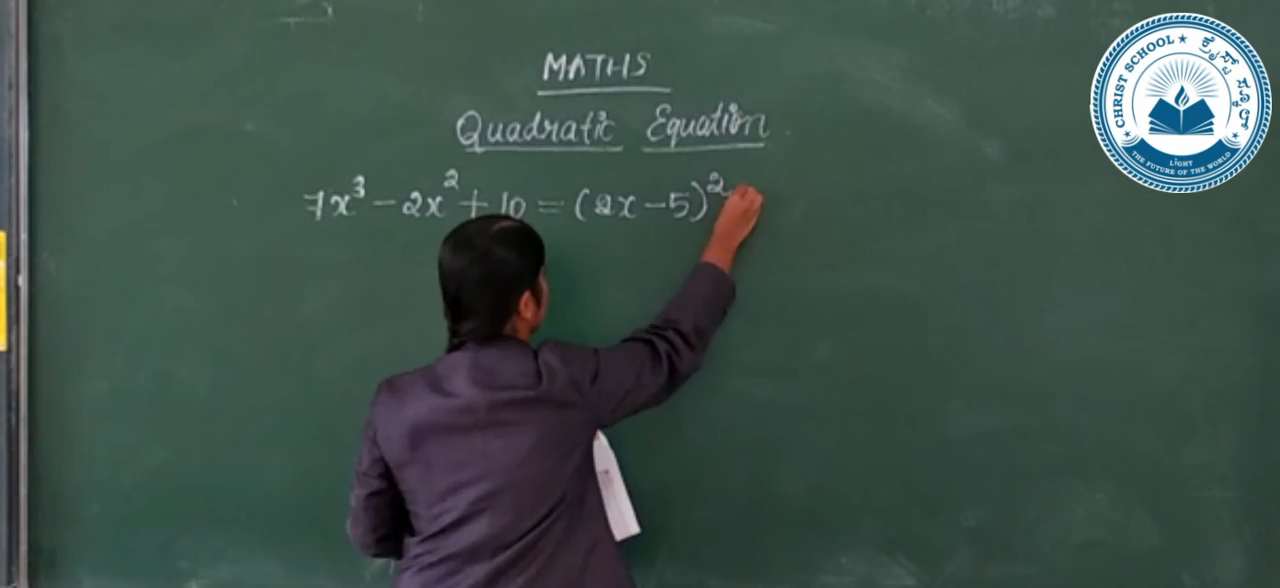 MATHS
Quadratic Equation
7x³ - 2x² + 10 = (2x - 5)²
CHRIST SCHOOL ★ ಕ್ರೈಸ್ಟ್ ಸ್ಕೂಲ್ ★
LIGHT
THE FUTURE OF THE WORLD